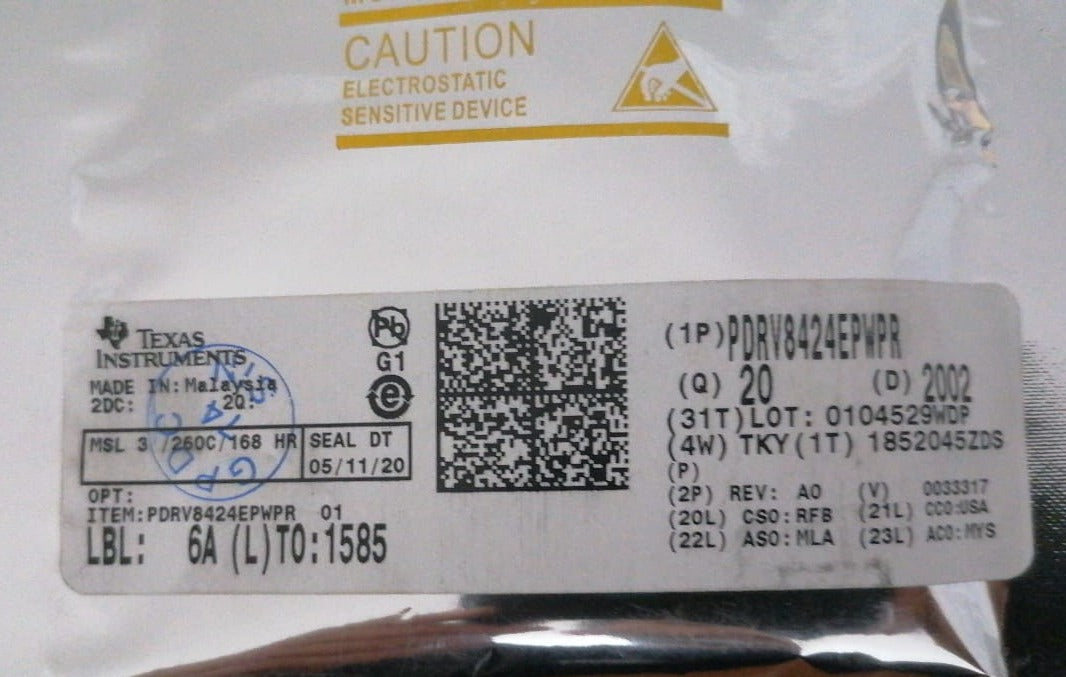 CAUTION
ELECTROSTATIC
SENSITIVE DEVICE
TEXAS
INSTRUMENTS
MADE IN: Malaysia
2DC: 2Q:
MSL 3 /260C/168 HR
SEAL DT
05/11/20
OPT:
ITEM:PDRV8424EPWPR 01
LBL: 6A (L)TO:1585
Pb
G1
e
(1P)PDRV8424EPWPR
(Q) 20 (D) 2002
(31T)LOT: 0104529WDP
(4W) TKY(1T) 1852045ZDS
(P)
(2P) REV: A0 (V) 0033317
(20L) CSO:RFB (21L) CCO:USA
(22L) ASO:MLA (23L) ACO:MYS